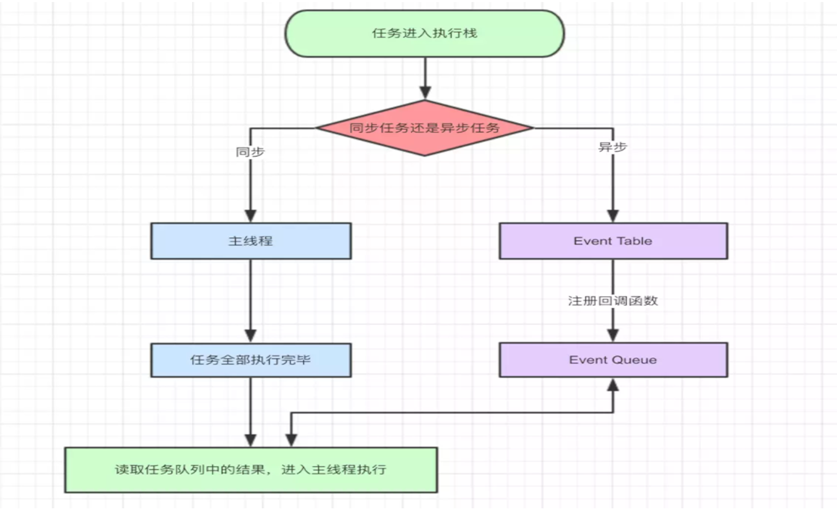 任务进入执行栈
同步任务还是异步任务
同步
异步
主线程
Event Table
注册回调函数
任务全部执行完毕
Event Queue
读取任务队列中的结果，进入主线程执行